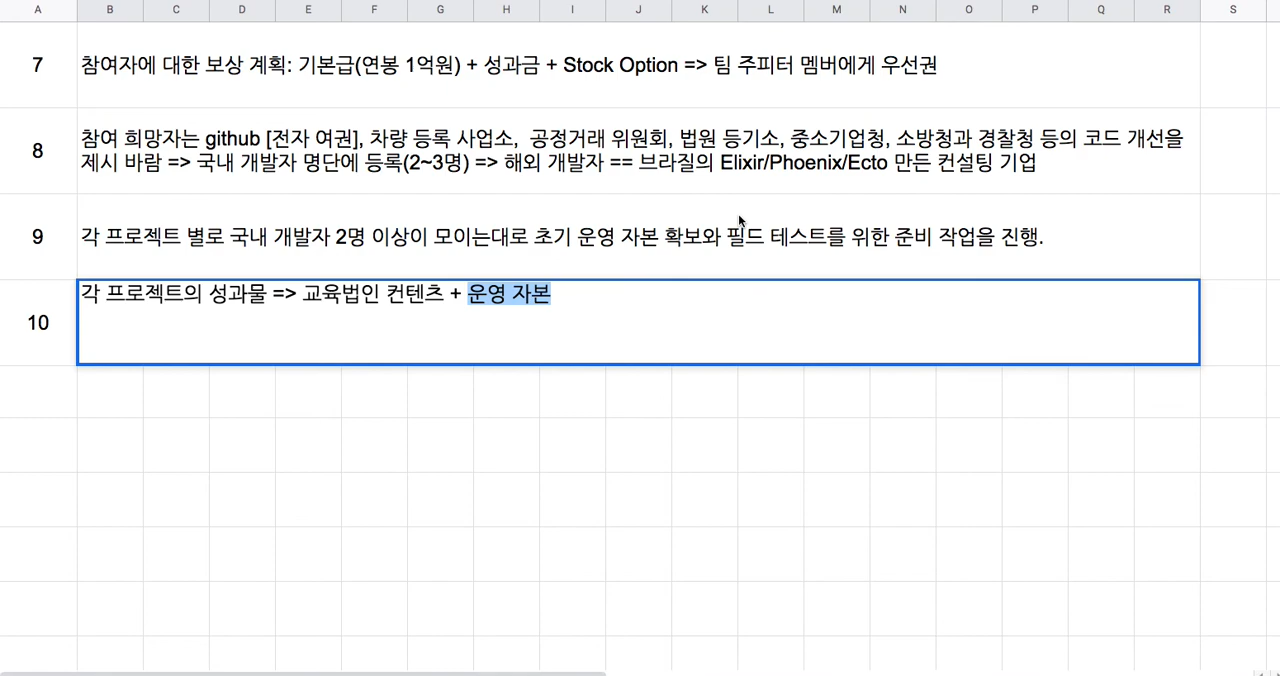 A B C D E F G H I J K L M N O P Q R S
7 참여자에 대한 보상 계획: 기본급(연봉 1억원) + 성과금 + Stock Option => 팀 주피터 멤버에게 우선권
8 참여 희망자는 github [전자 여권], 차량 등록 사업소,  공정거래 위원회, 법원 등기소, 중소기업청, 소방청과 경찰청 등의 코드 개선을
제시 바람 => 국내 개발자 명단에 등록(2~3명) => 해외 개발자 == 브라질의 Elixir/Phoenix/Ecto 만든 컨설팅 기업
9 각 프로젝트 별로 국내 개발자 2명 이상이 모이는대로 초기 운영 자본 확보와 필드 테스트를 위한 준비 작업을 진행.
10 각 프로젝트의 성과물 => 교육법인 컨텐츠 + 운영 자본